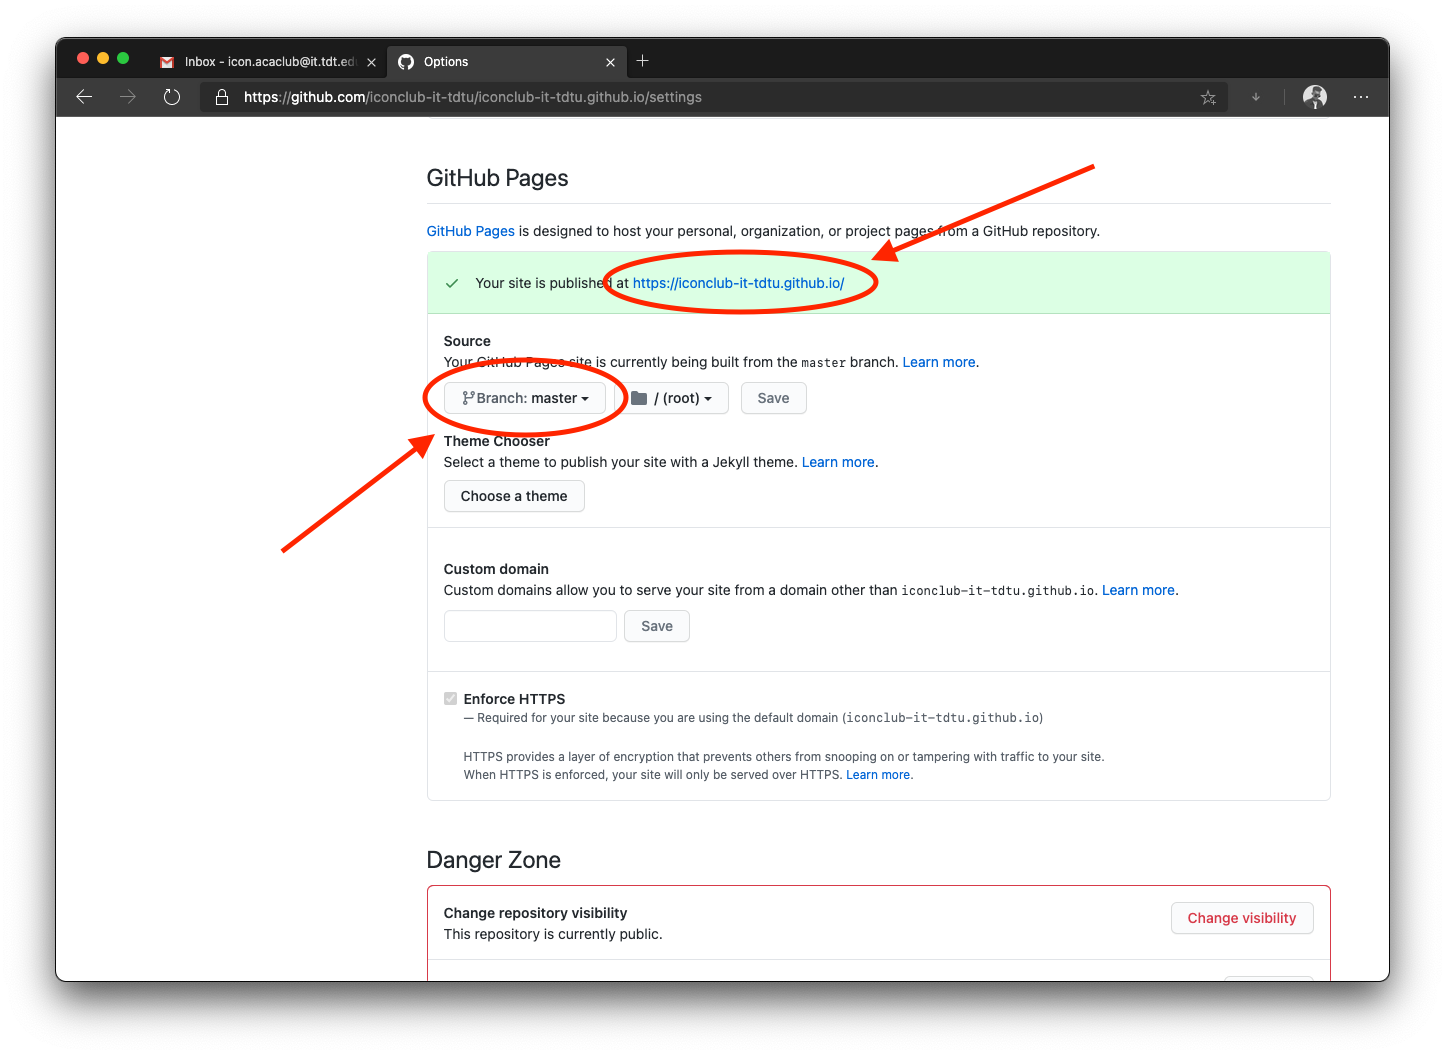 Inbox - icon.acaclub@it.tdt.ed
Options
https://github.com/iconclub-it-tdtu/iconclub-it-tdtu.github.io/settings
GitHub Pages
GitHub Pages is designed to host your personal, organization, or project pages from a GitHub repository.
Your site is published at https://iconclub-it-tdtu.github.io/
Source
Your GitHub Pages site is currently being built from the master branch. Learn more.
Branch: master
/ (root)
Save
Theme Chooser
Select a theme to publish your site with a Jekyll theme. Learn more.
Choose a theme
Custom domain
Custom domains allow you to serve your site from a domain other than iconclub-it-tdtu.github.io. Learn more.
Save
Enforce HTTPS
— Required for your site because you are using the default domain (iconclub-it-tdtu.github.io)
HTTPS provides a layer of encryption that prevents others from snooping on or tampering with traffic to your site.
When HTTPS is enforced, your site will only be served over HTTPS. Learn more.
Danger Zone
Change repository visibility
This repository is currently public.
Change visibility